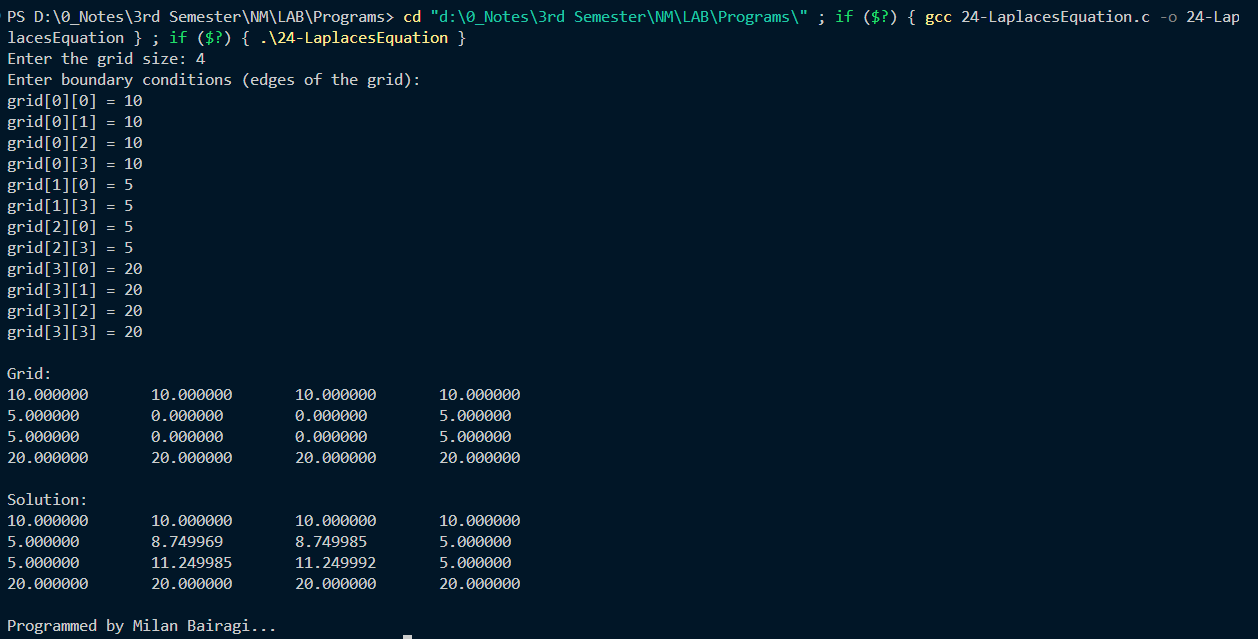 PS D:\0_Notes\3rd Semester\NM\LAB\Programs> cd "d:\0_Notes\3rd Semester\NM\LAB\Programs\" ; if ($?) { gcc 24-LaplacesEquation.c -o 24-Lap
lacesEquation } ; if ($?) { .\24-LaplacesEquation }
Enter the grid size: 4
Enter boundary conditions (edges of the grid):
grid[0][0] = 10
grid[0][1] = 10
grid[0][2] = 10
grid[0][3] = 10
grid[1][0] = 5
grid[1][3] = 5
grid[2][0] = 5
grid[2][3] = 5
grid[3][0] = 20
grid[3][1] = 20
grid[3][2] = 20
grid[3][3] = 20
Grid:
10.000000 10.000000 10.000000 10.000000
5.000000 0.000000 0.000000 5.000000
5.000000 0.000000 0.000000 5.000000
20.000000 20.000000 20.000000 20.000000
Solution:
10.000000 10.000000 10.000000 10.000000
5.000000 8.749969 8.749985 5.000000
5.000000 11.249985 11.249992 5.000000
20.000000 20.000000 20.000000 20.000000
Programmed by Milan Bairagi...